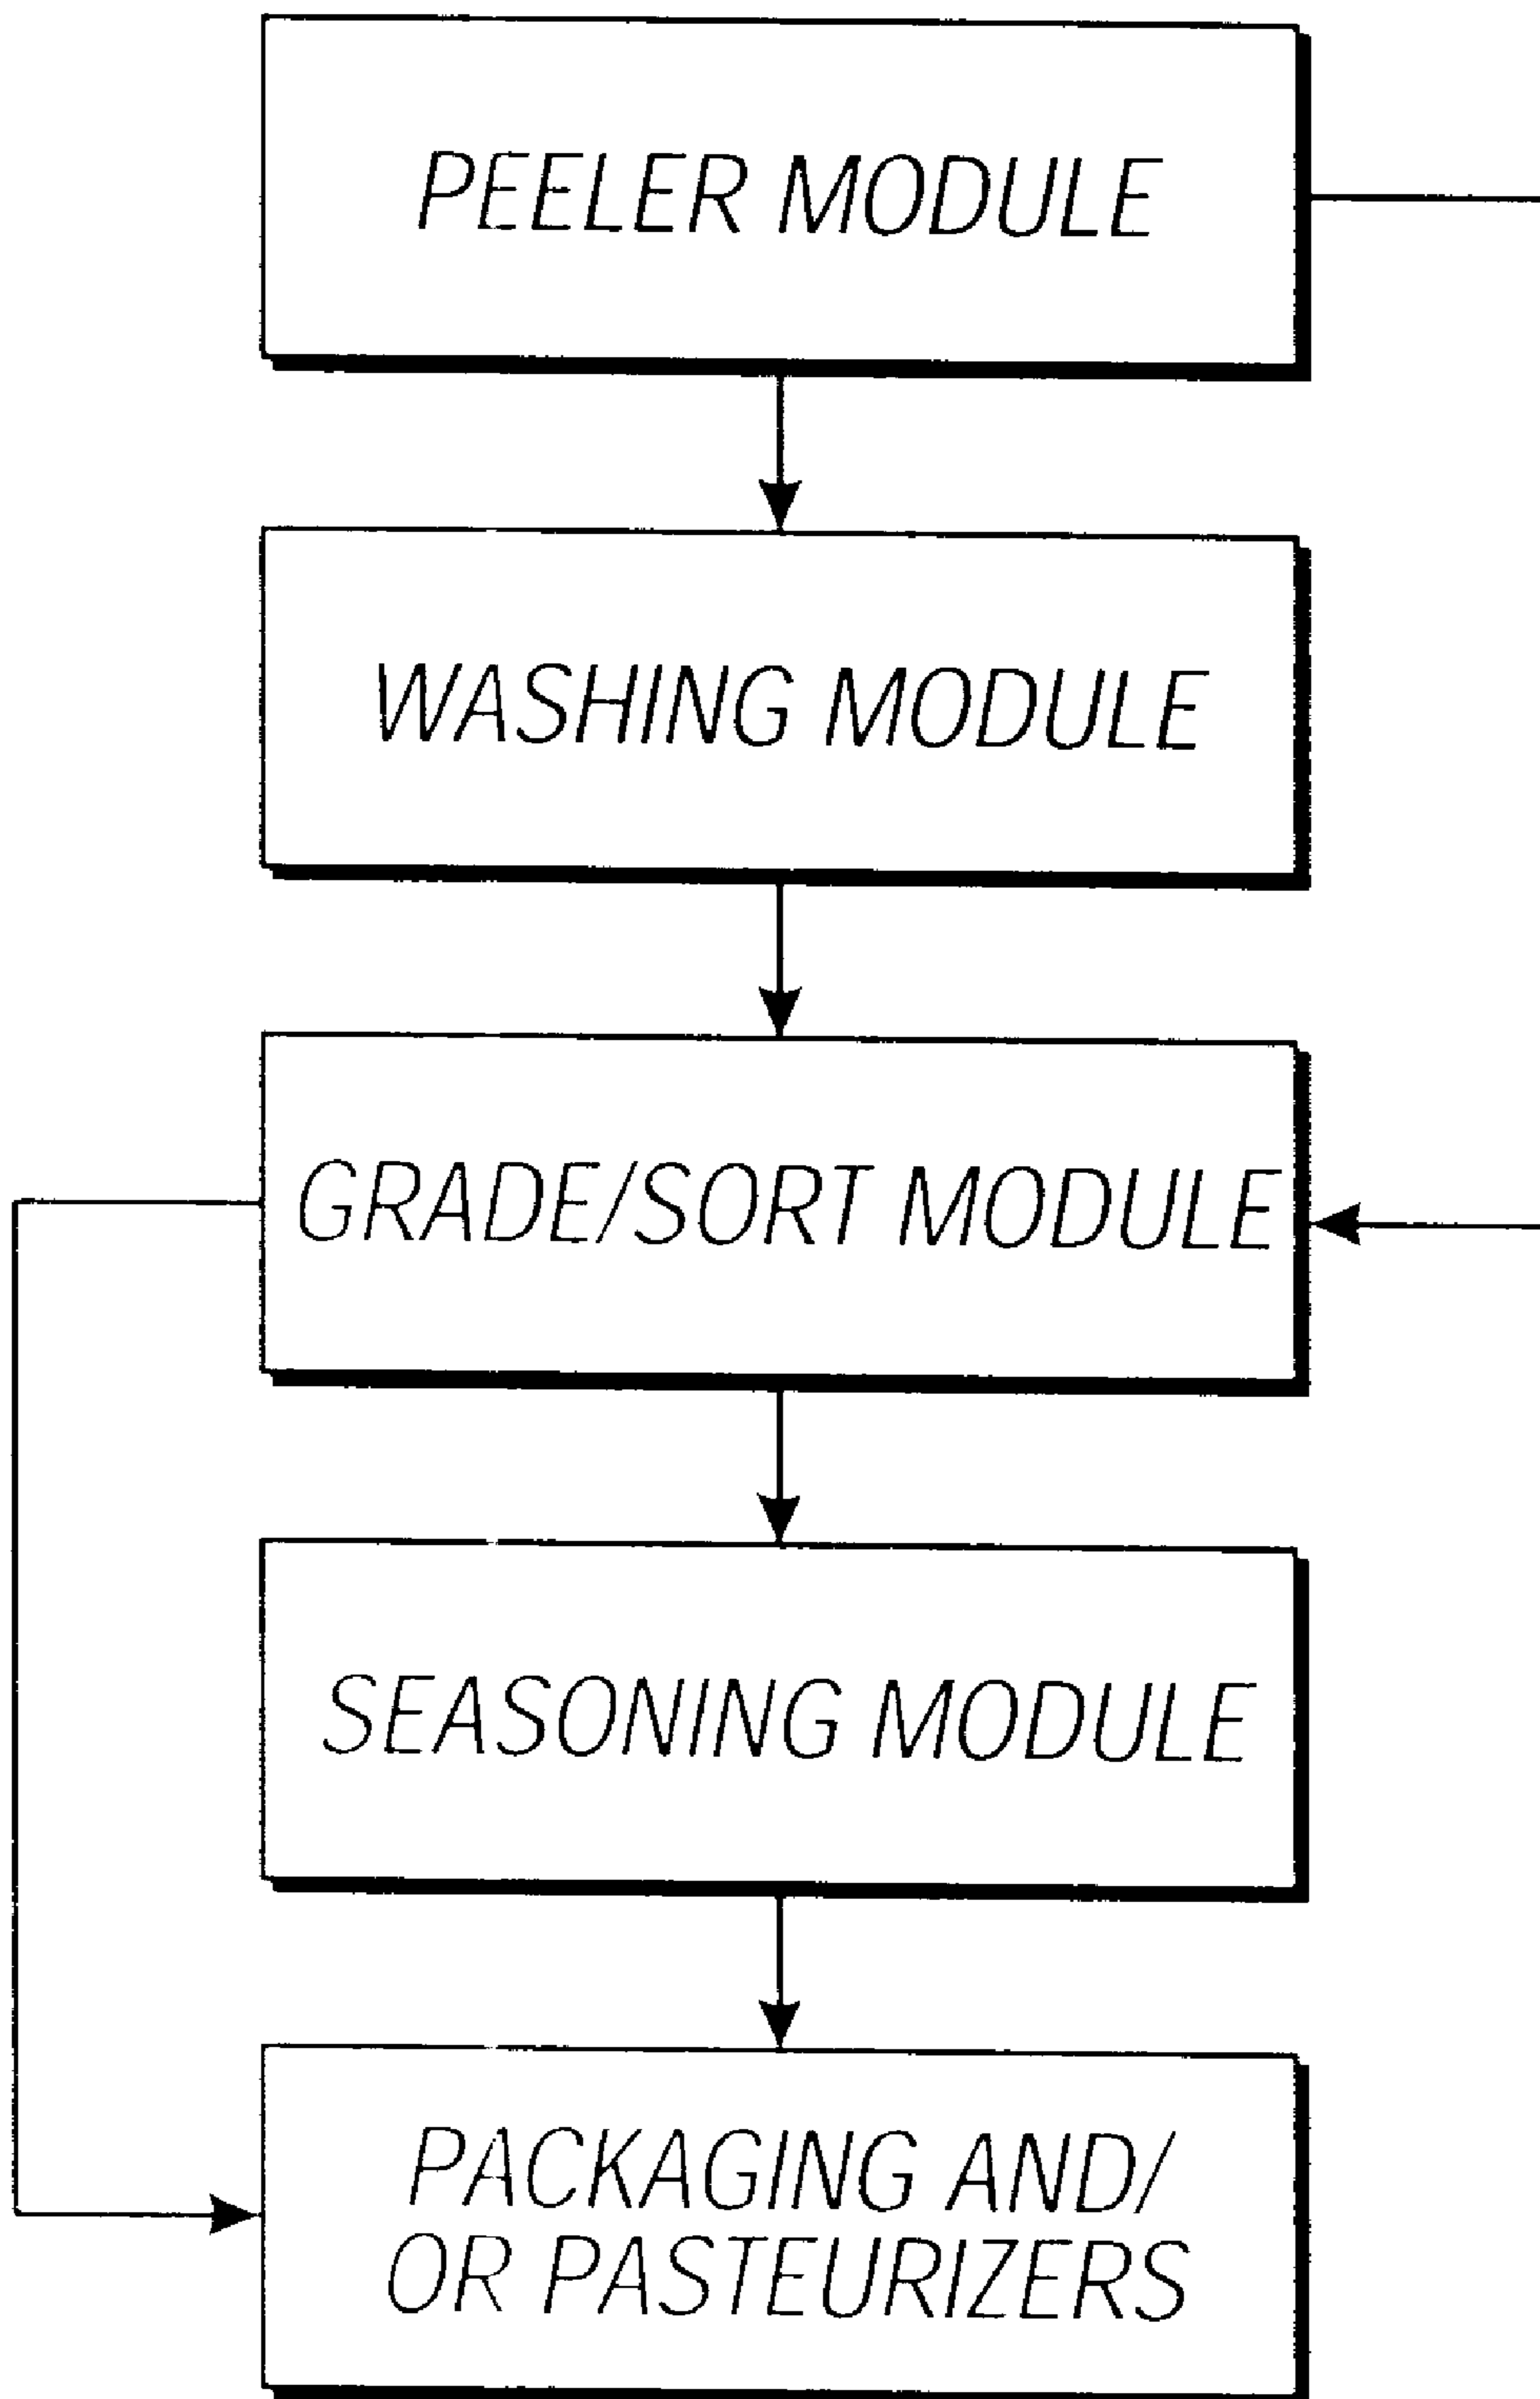 PEELER MODULE
WASHING MODULE
GRADE/SORT MODULE
SEASONING MODULE
PACKAGING AND/
OR PASTEURIZERS